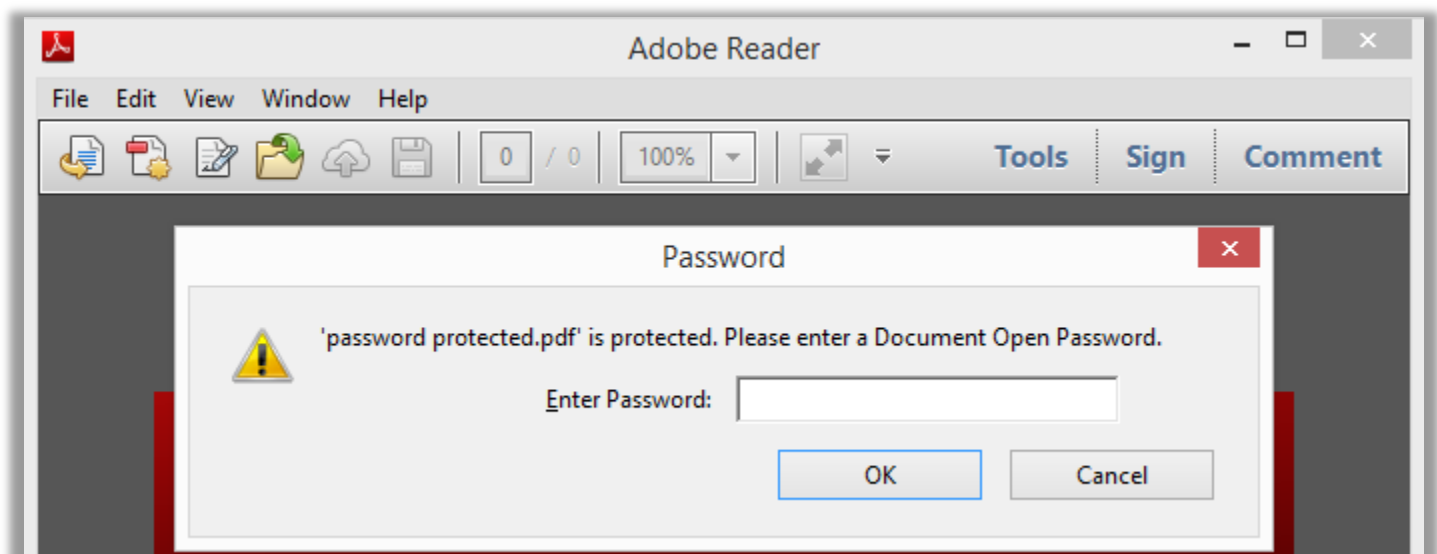 Adobe Reader
File Edit View Window Help
0 / 0 100% Tools Sign Comment
Password
'password protected.pdf' is protected. Please enter a Document Open Password.
Enter Password:
OK Cancel